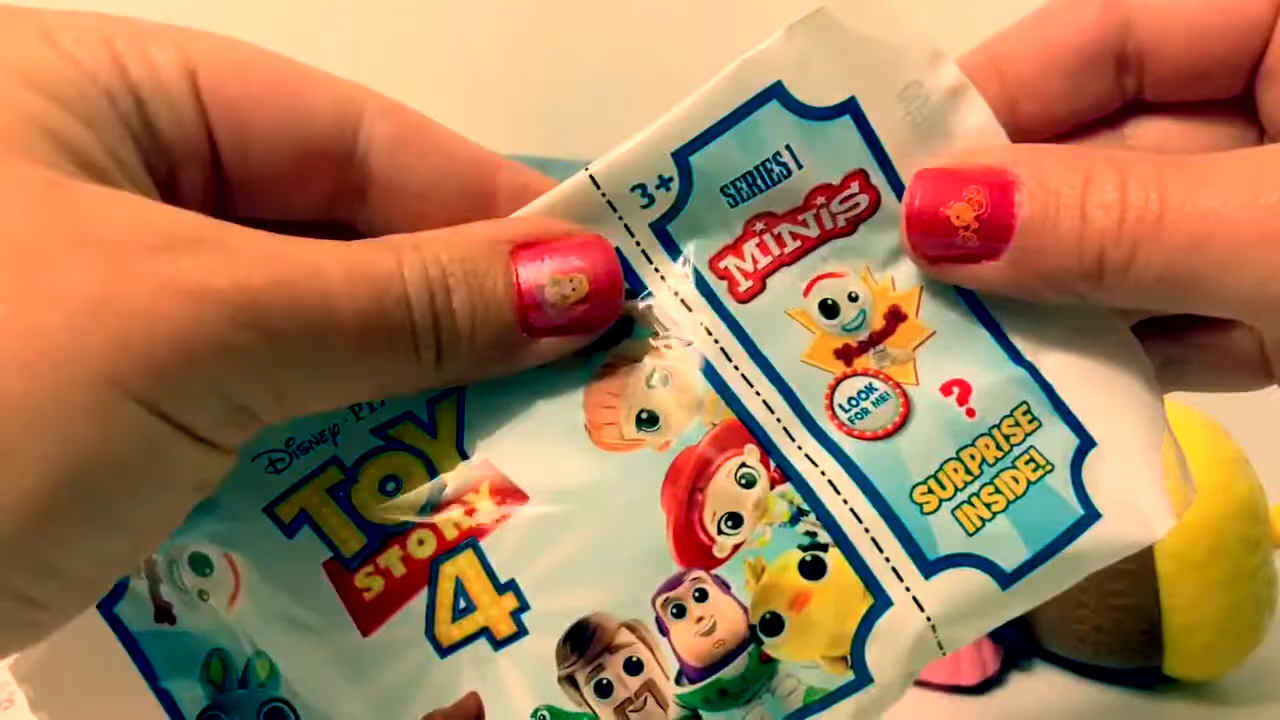 3+
SERIES 1
MINIS
LOOK
FOR ME!
?
SURPRISE
INSIDE!
DISNEY · PI
TOY
STORY
4